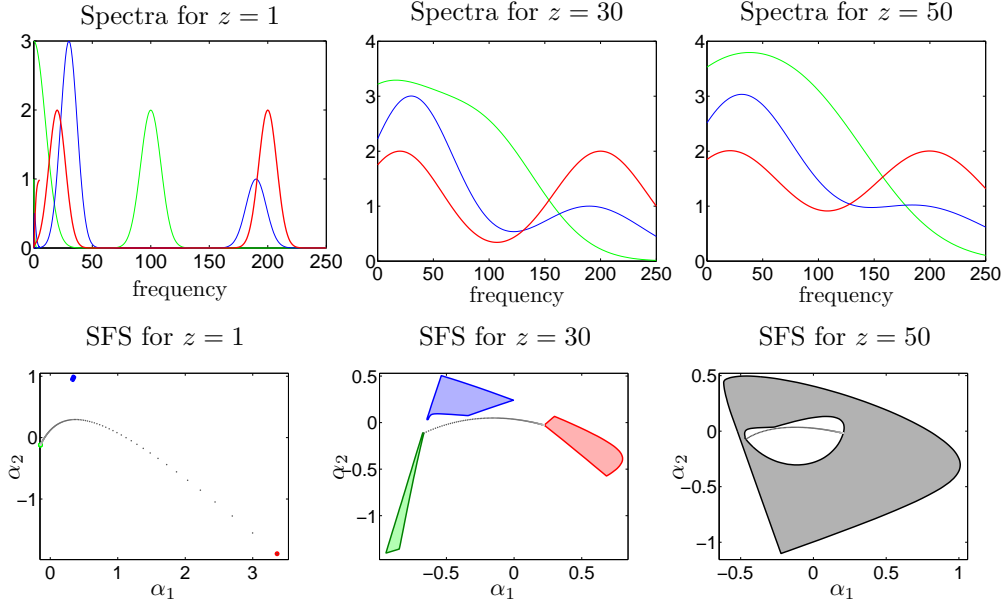 Spectra for z = 1
Spectra for z = 30
Spectra for z = 50
3
2
1
0
0 50 100 150 200 250
frequency
4
3
2
1
0
0 50 100 150 200 250
frequency
4
3
2
1
0
0 50 100 150 200 250
frequency
SFS for z = 1
SFS for z = 30
SFS for z = 50
α2
1
0
−1
0 1 2 3
α1
α2
0.5
0
−0.5
−1
−0.5 0 0.5
α1
α2
0.5
0
−0.5
−1
−0.5 0 0.5 1
α1